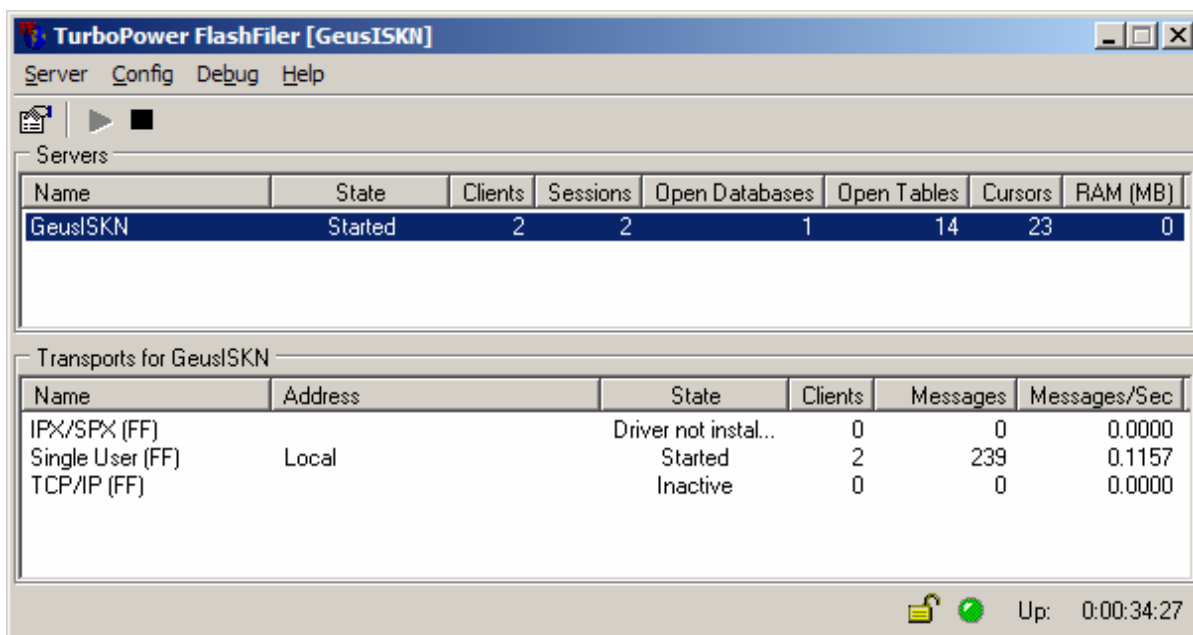 TurboPower FlashFiler [GeusISKN]
Server Config Debug Help
Servers
Name State Clients Sessions Open Databases Open Tables Cursors RAM (MB)
GeusISKN Started 2 2 1 14 23 0
Transports for GeusISKN
Name Address State Clients Messages Messages/Sec
IPX/SPX (FF) Driver not instal... 0 0 0.0000
Single User (FF) Local Started 2 239 0.1157
TCP/IP (FF) Inactive 0 0 0.0000
Up: 0:00:34:27